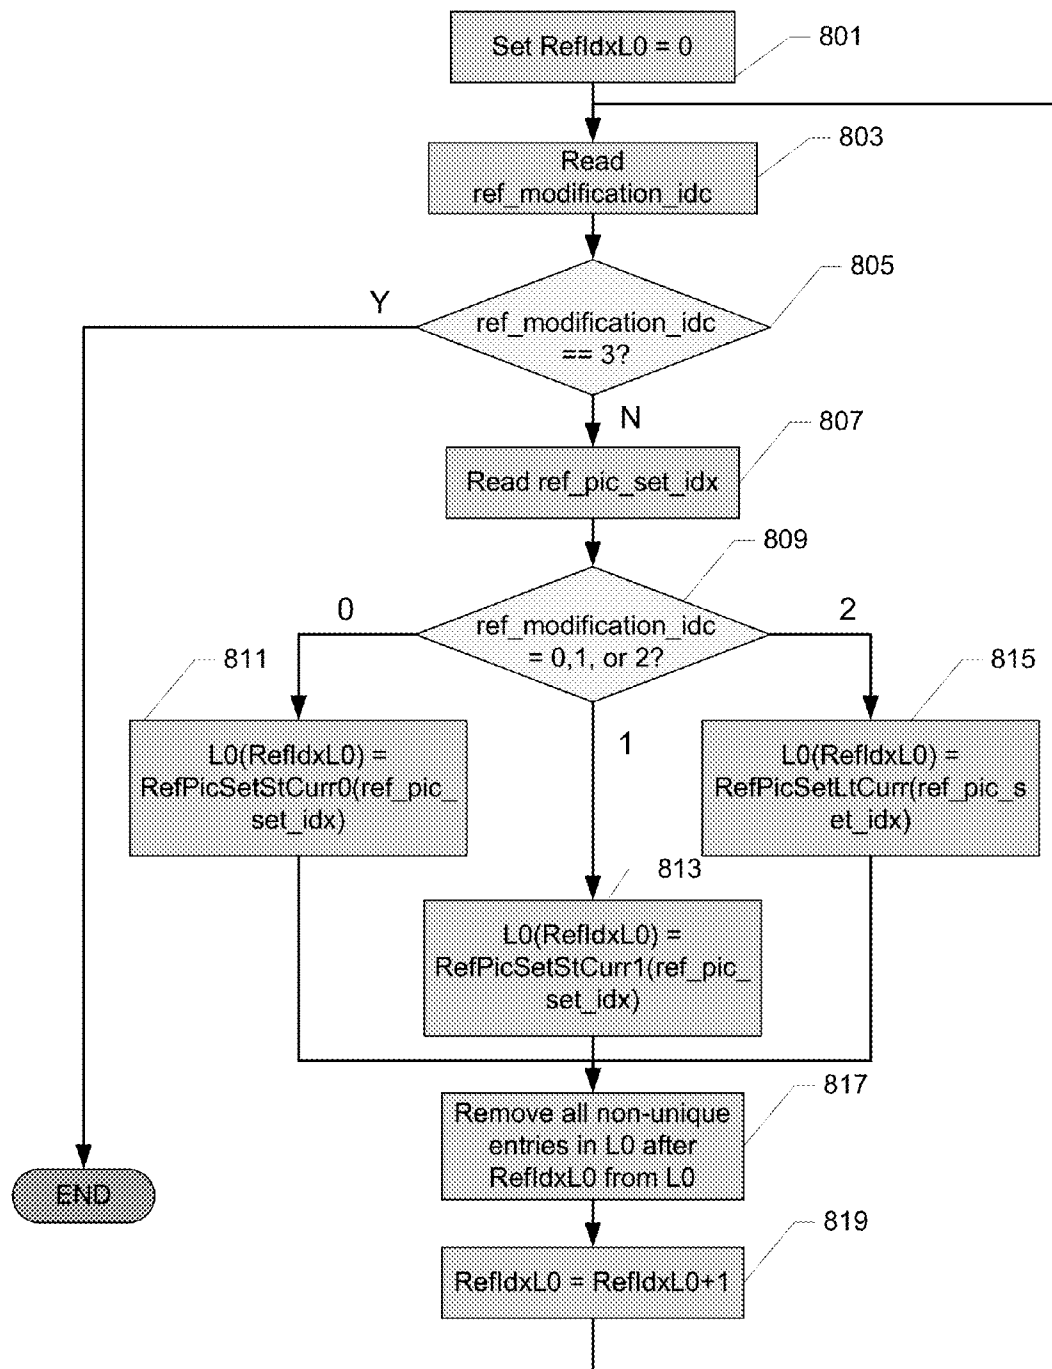 Set RefIdxL0 = 0
801
803
Read
ref_modification_idc
805
Y
ref_modification_idc
== 3?
N
807
Read ref_pic_set_idx
809
0
2
ref_modification_idc
= 0,1, or 2?
811
815
1
L0(RefIdxL0) =
RefPicSetStCurr0(ref_pic_
set_idx)
L0(RefIdxL0) =
RefPicSetLtCurr(ref_pic_s
et_idx)
813
L0(RefIdxL0) =
RefPicSetStCurr1(ref_pic_
set_idx)
817
Remove all non-unique
entries in L0 after
RefIdxL0 from L0
END
819
RefIdxL0 = RefIdxL0+1